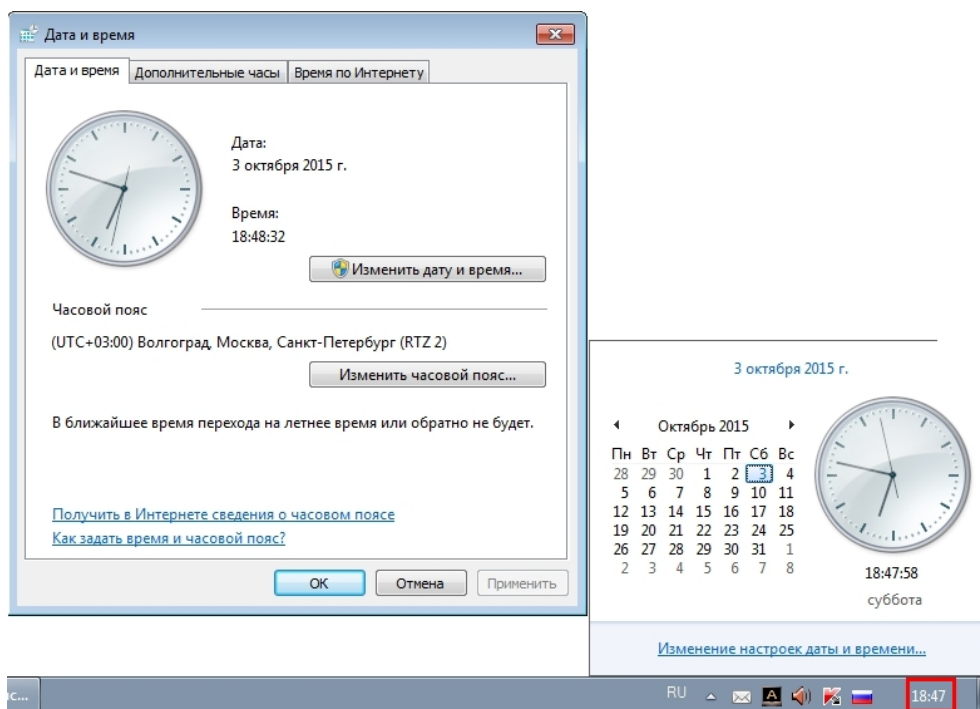 Дата и время
Дата и время Дополнительные часы Время по Интернету
Дата:
3 октября 2015 г.
Время:
18:48:32
Изменить дату и время...
Часовой пояс
(UTC+03:00) Волгоград, Москва, Санкт-Петербург (RTZ 2)
Изменить часовой пояс...
В ближайшее время перехода на летнее время или обратно не будет.
Получить в Интернете сведения о часовом поясе
Как задать время и часовой пояс?
ОК Отмена Применить
3 октября 2015 г.
Октябрь 2015
Пн Вт Ср Чт Пт Сб Вс
28 29 30 1 2 3 4
5 6 7 8 9 10 11
12 13 14 15 16 17 18
19 20 21 22 23 24 25
26 27 28 29 30 31 1
2 3 4 5 6 7 8
18:47:58
суббота
Изменение настроек даты и времени...
RU A K 18:47